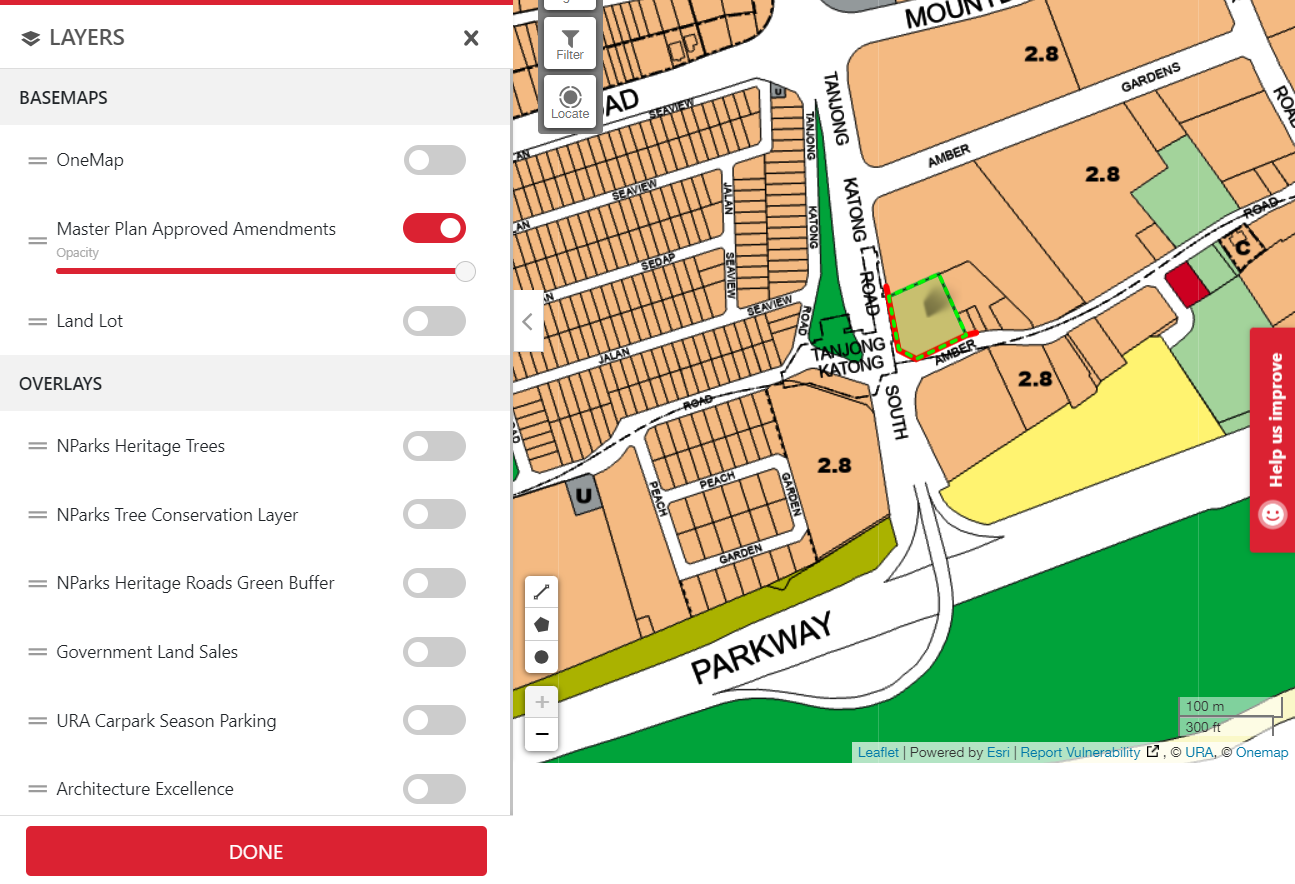 LAYERS
BASEMAPS
OneMap
Master Plan Approved Amendments
Opacity
Land Lot
OVERLAYS
NParks Heritage Trees
NParks Tree Conservation Layer
NParks Heritage Roads Green Buffer
Government Land Sales
URA Carpark Season Parking
Architecture Excellence
DONE
Filter
Locate
2.8
GARDENS
AMBER
TANJONG
KATONG
ROAD
2.8
ROAD
C
SEAVIEW
U
TANJONG
KATONG
SEAVIEW
JALAN
SEDAP
SEAVIEW
SEAVIEW
ROAD
JALAN
TANJONG
KATONG
AMBER
2.8
SOUTH
ROAD
2.8
U
PEACH
PEACH
GARDEN
GARDEN
PARKWAY
Help us improve
100 m
300 ft
Leaflet | Powered by Esri | Report Vulnerability , © URA, © Onemap